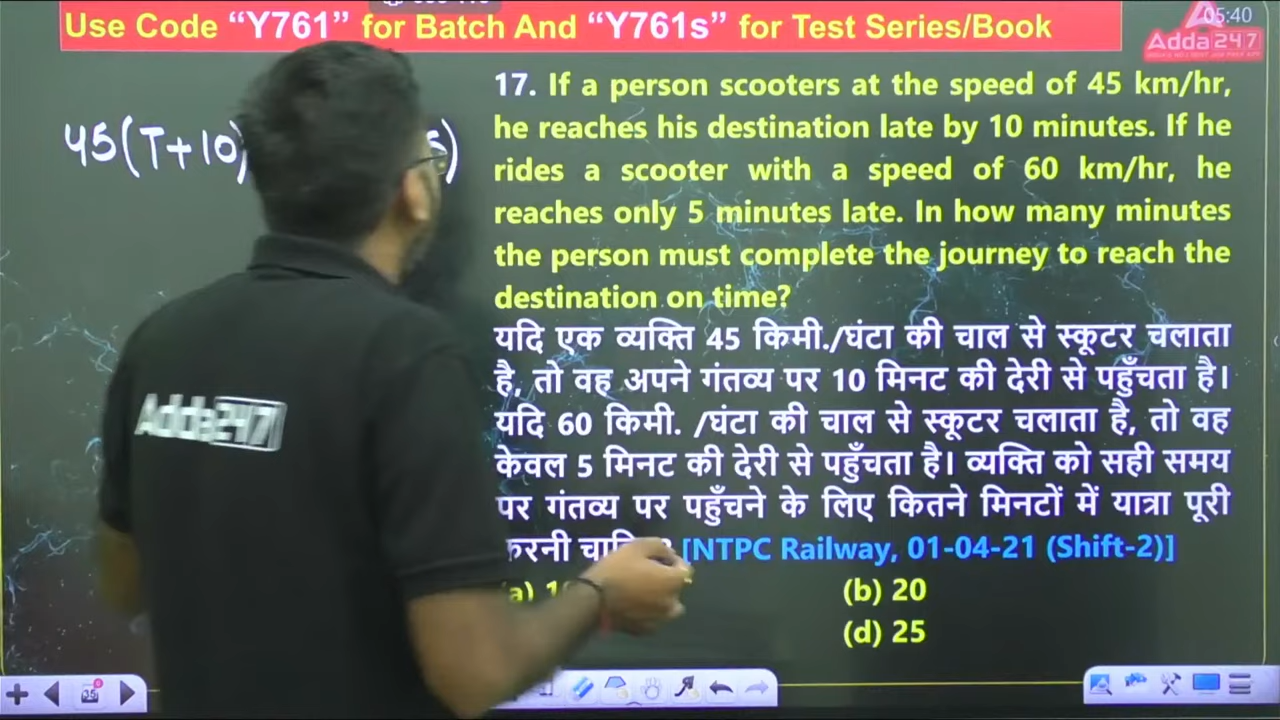 Use Code “Y761” for Batch And “Y761s” for Test Series/Book
05:40
Adda247
17. If a person scooters at the speed of 45 km/hr,
he reaches his destination late by 10 minutes. If he
rides a scooter with a speed of 60 km/hr, he
reaches only 5 minutes late. In how many minutes
the person must complete the journey to reach the
destination on time?
45(T+10)
यदि एक व्यक्ति 45 किमी./घंटा की चाल से स्कूटर चलाता
है, तो वह अपने गंतव्य पर 10 मिनट की देरी से पहुँचता है।
यदि 60 किमी. /घंटा की चाल से स्कूटर चलाता है, तो वह
केवल 5 मिनट की देरी से पहुँचता है। व्यक्ति को सही समय
पर गंतव्य पर पहुँचने के लिए कितने मिनटों में यात्रा पूरी
करनी [NTPC Railway, 01-04-21 (Shift-2)]
(b) 20
(d) 25
Adda247